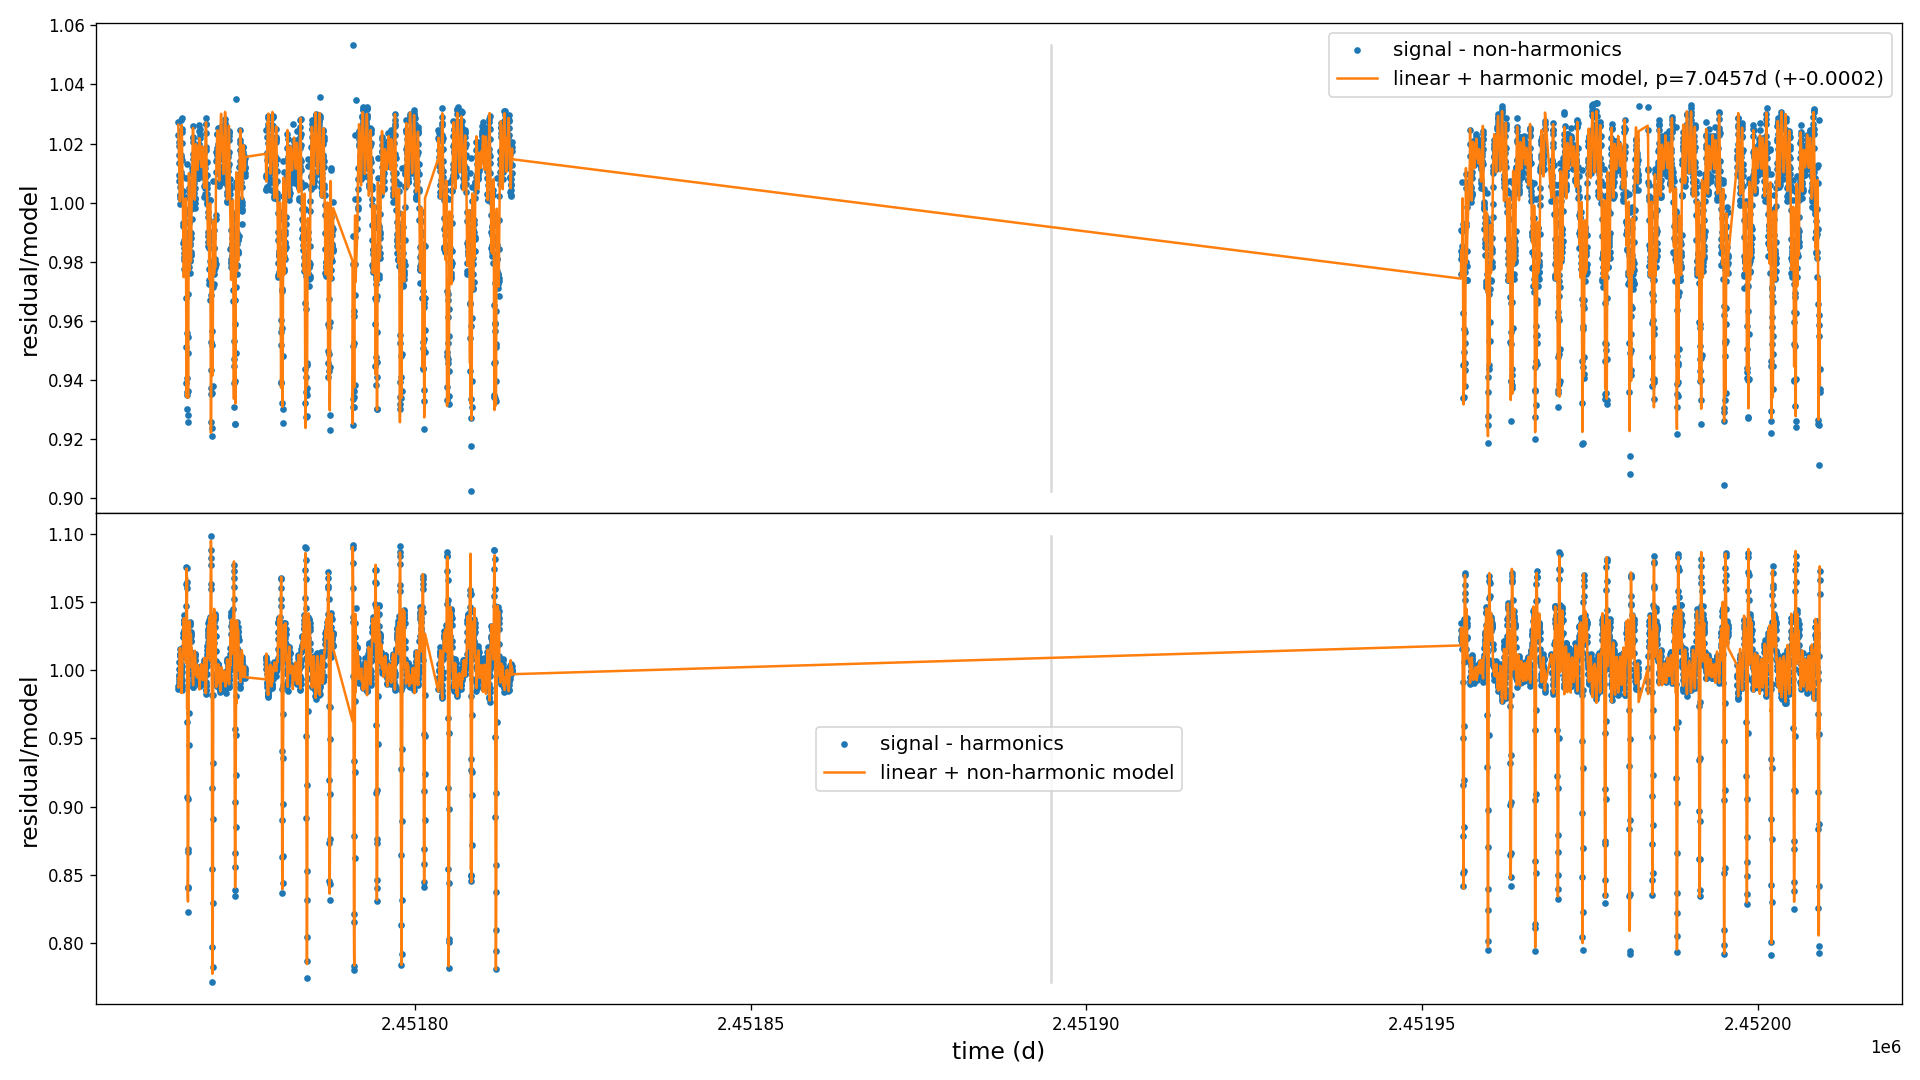 1.06
1.04
1.02
1.00
0.98
0.96
0.94
0.92
0.90
residual/model
signal - non-harmonics
linear + harmonic model, p=7.0457d (+-0.0002)
1.10
1.05
1.00
0.95
0.90
0.85
0.80
residual/model
signal - harmonics
linear + non-harmonic model
2.45180
2.45185
2.45190
2.45195
2.45200
1e6
time (d)